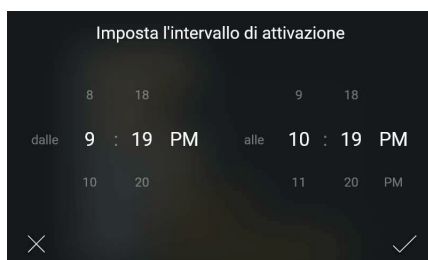 Imposta l'intervallo di attivazione
8 18 9 18
dalle 9 : 19 PM alle 10 : 19 PM
10 20 11 20 PM